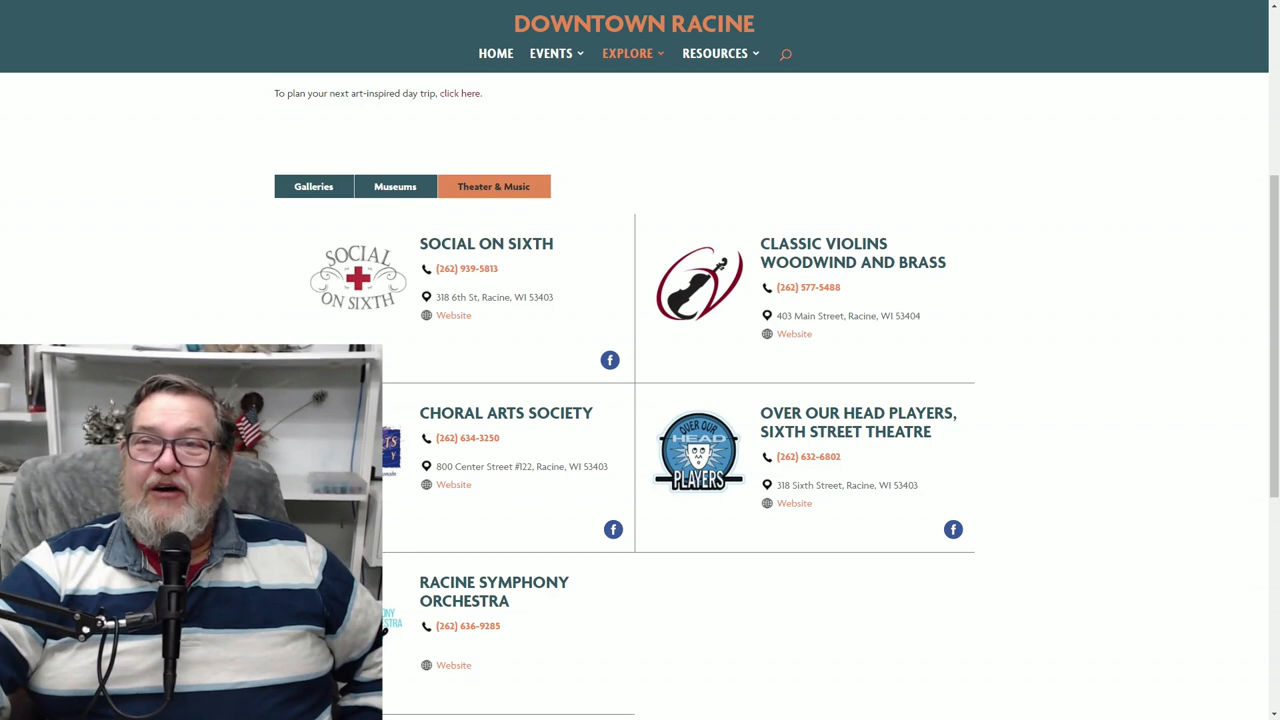 DOWNTOWN RACINE
HOME EVENTS EXPLORE RESOURCES
To plan your next art-inspired day trip, click here.
Galleries Museums Theater & Music
SOCIAL
ON SIXTH
SOCIAL ON SIXTH
(262) 939-5813
318 6th St, Racine, WI 53403
Website
CLASSIC VIOLINS
WOODWIND AND BRASS
(262) 577-5488
403 Main Street, Racine, WI 53404
Website
CHORAL ARTS SOCIETY
(262) 634-3250
800 Center Street #122, Racine, WI 53403
Website
OVER OUR
HEAD
PLAYERS
OVER OUR HEAD PLAYERS,
SIXTH STREET THEATRE
(262) 632-6802
318 Sixth Street, Racine, WI 53403
Website
RACINE SYMPHONY
ORCHESTRA
(262) 636-9285
Website